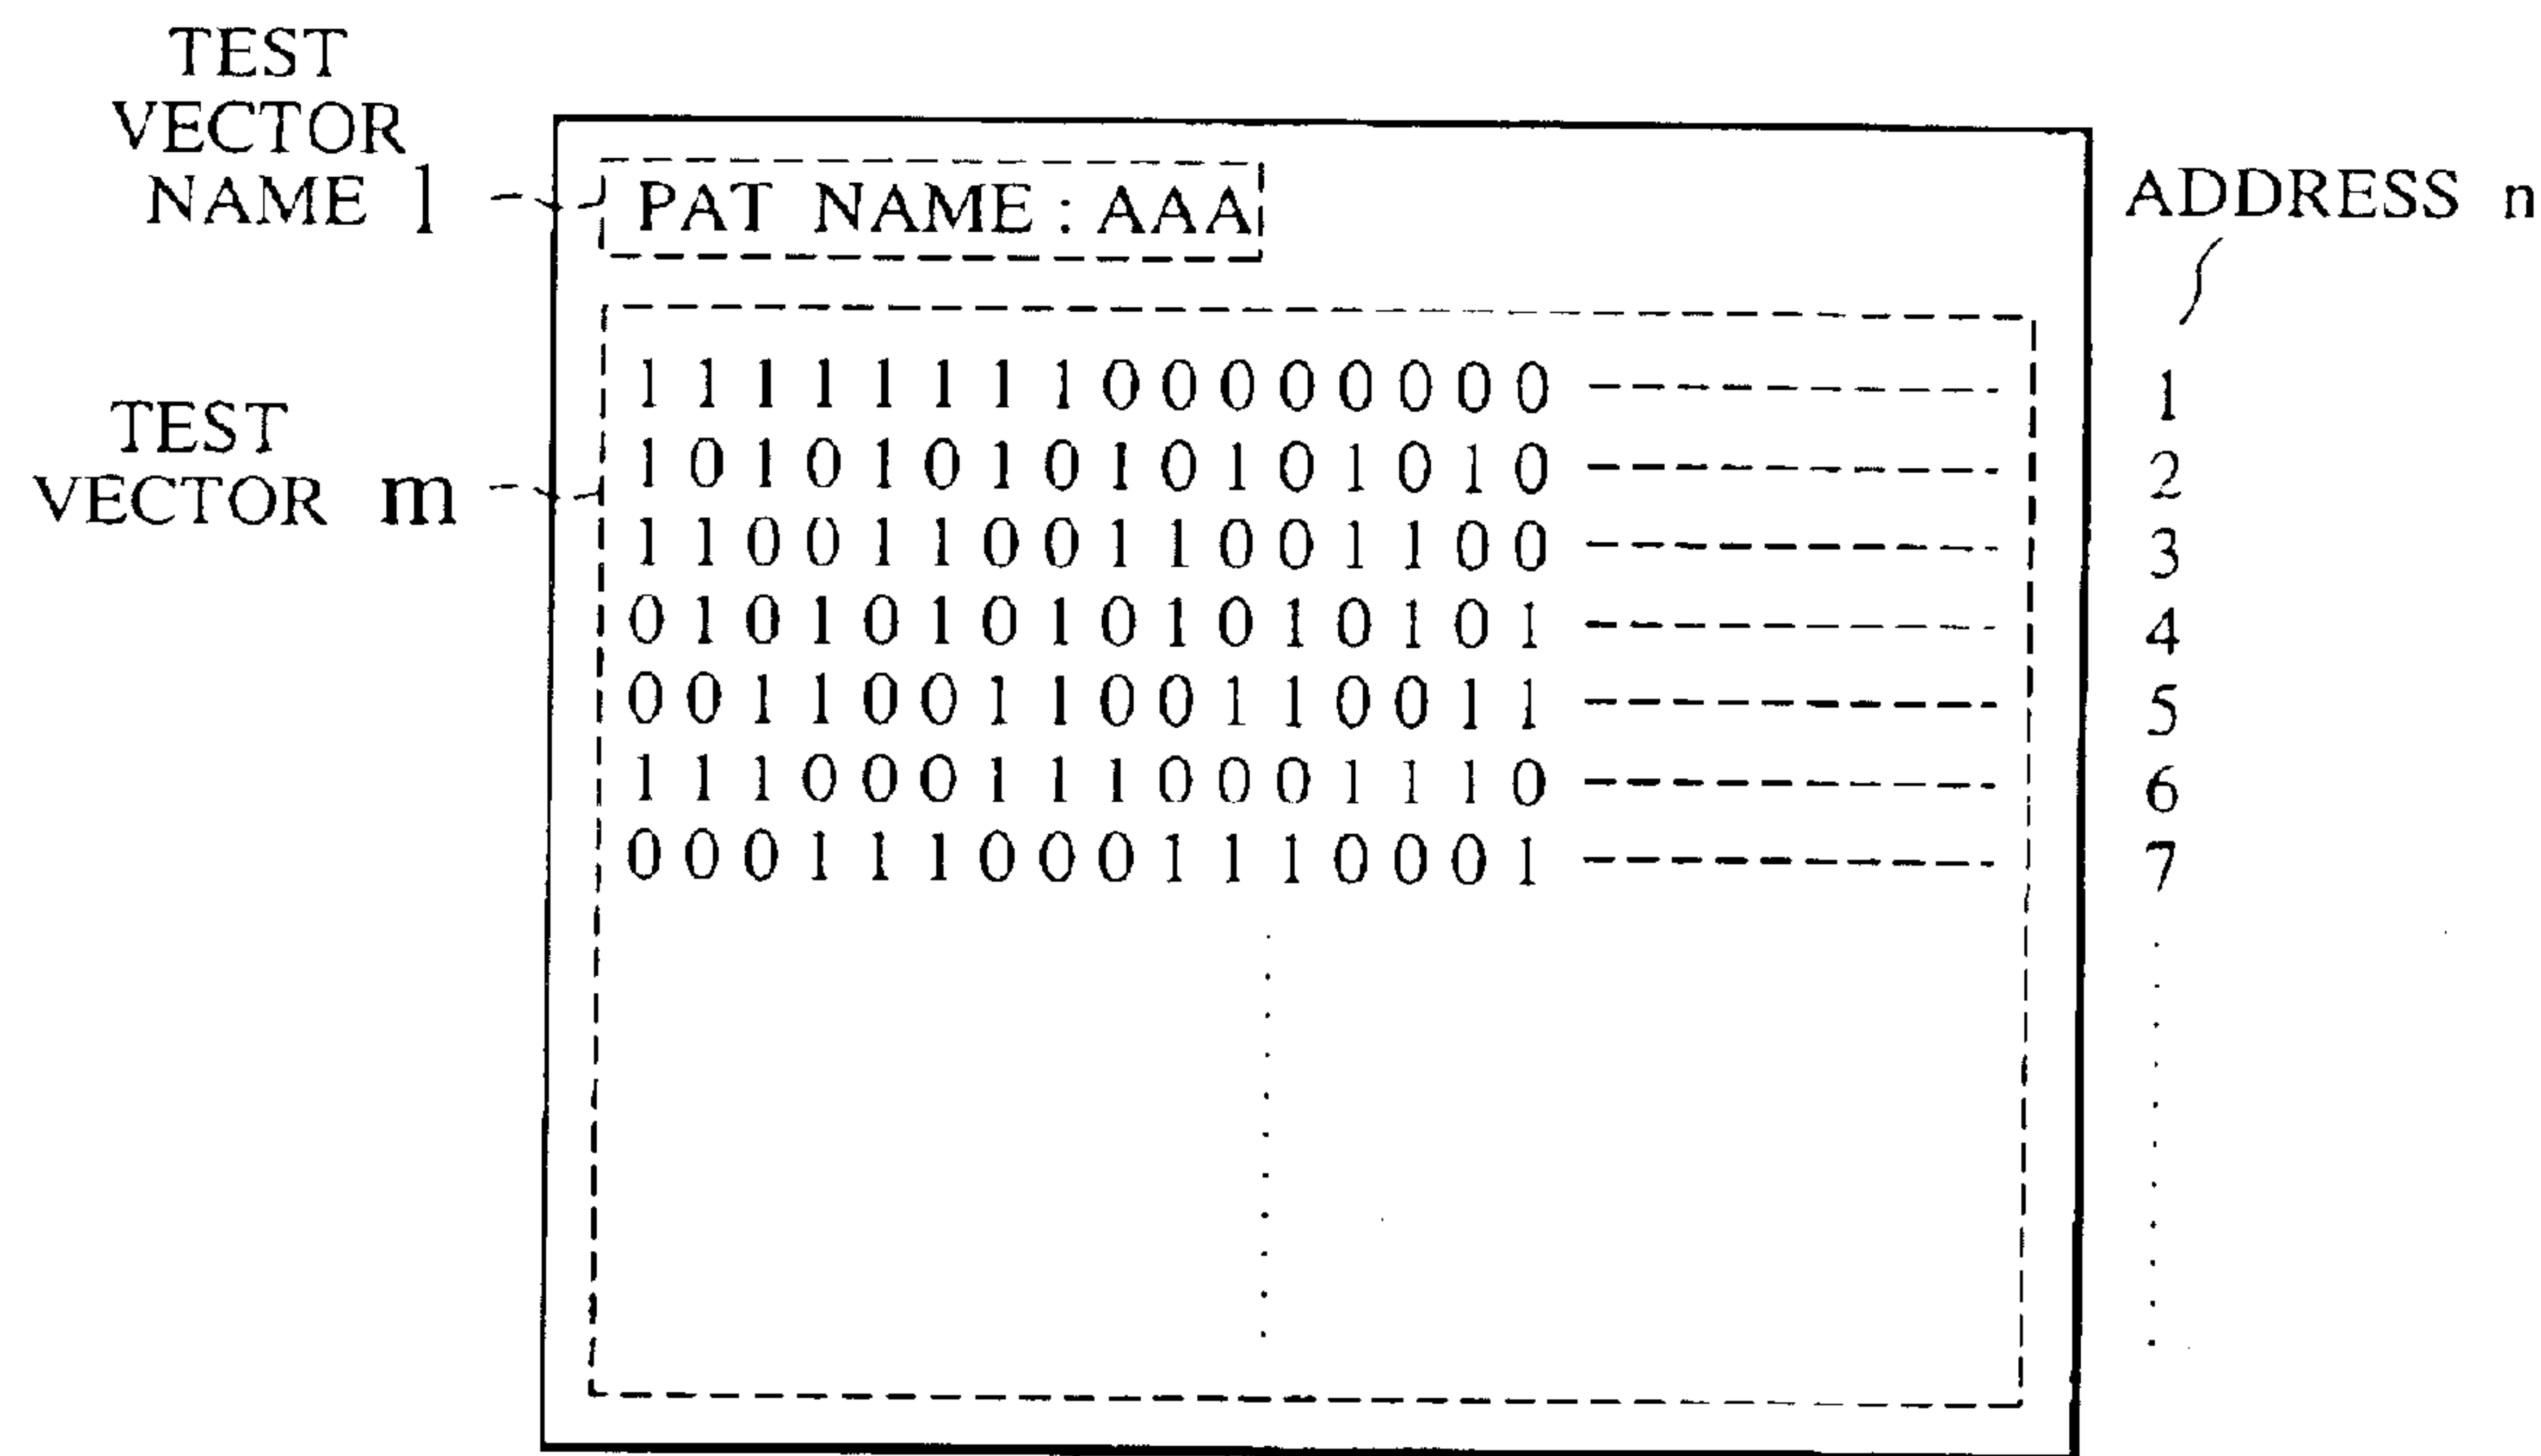 TEST
VECTOR
NAME l
PAT NAME : AAA
ADDRESS n
TEST
VECTOR m
1 1 1 1 1 1 1 1 0 0 0 0 0 0 0 0 ------------- 1
1 0 1 0 1 0 1 0 1 0 1 0 1 0 1 0 ------------- 2
1 1 0 0 1 1 0 0 1 1 0 0 1 1 0 0 ------------- 3
0 1 0 1 0 1 0 1 0 1 0 1 0 1 0 1 ------------- 4
0 0 1 1 0 0 1 1 0 0 1 1 0 0 1 1 ------------- 5
1 1 1 0 0 0 1 1 1 0 0 0 1 1 1 0 ------------- 6
0 0 0 1 1 1 0 0 0 1 1 1 0 0 0 1 ------------- 7